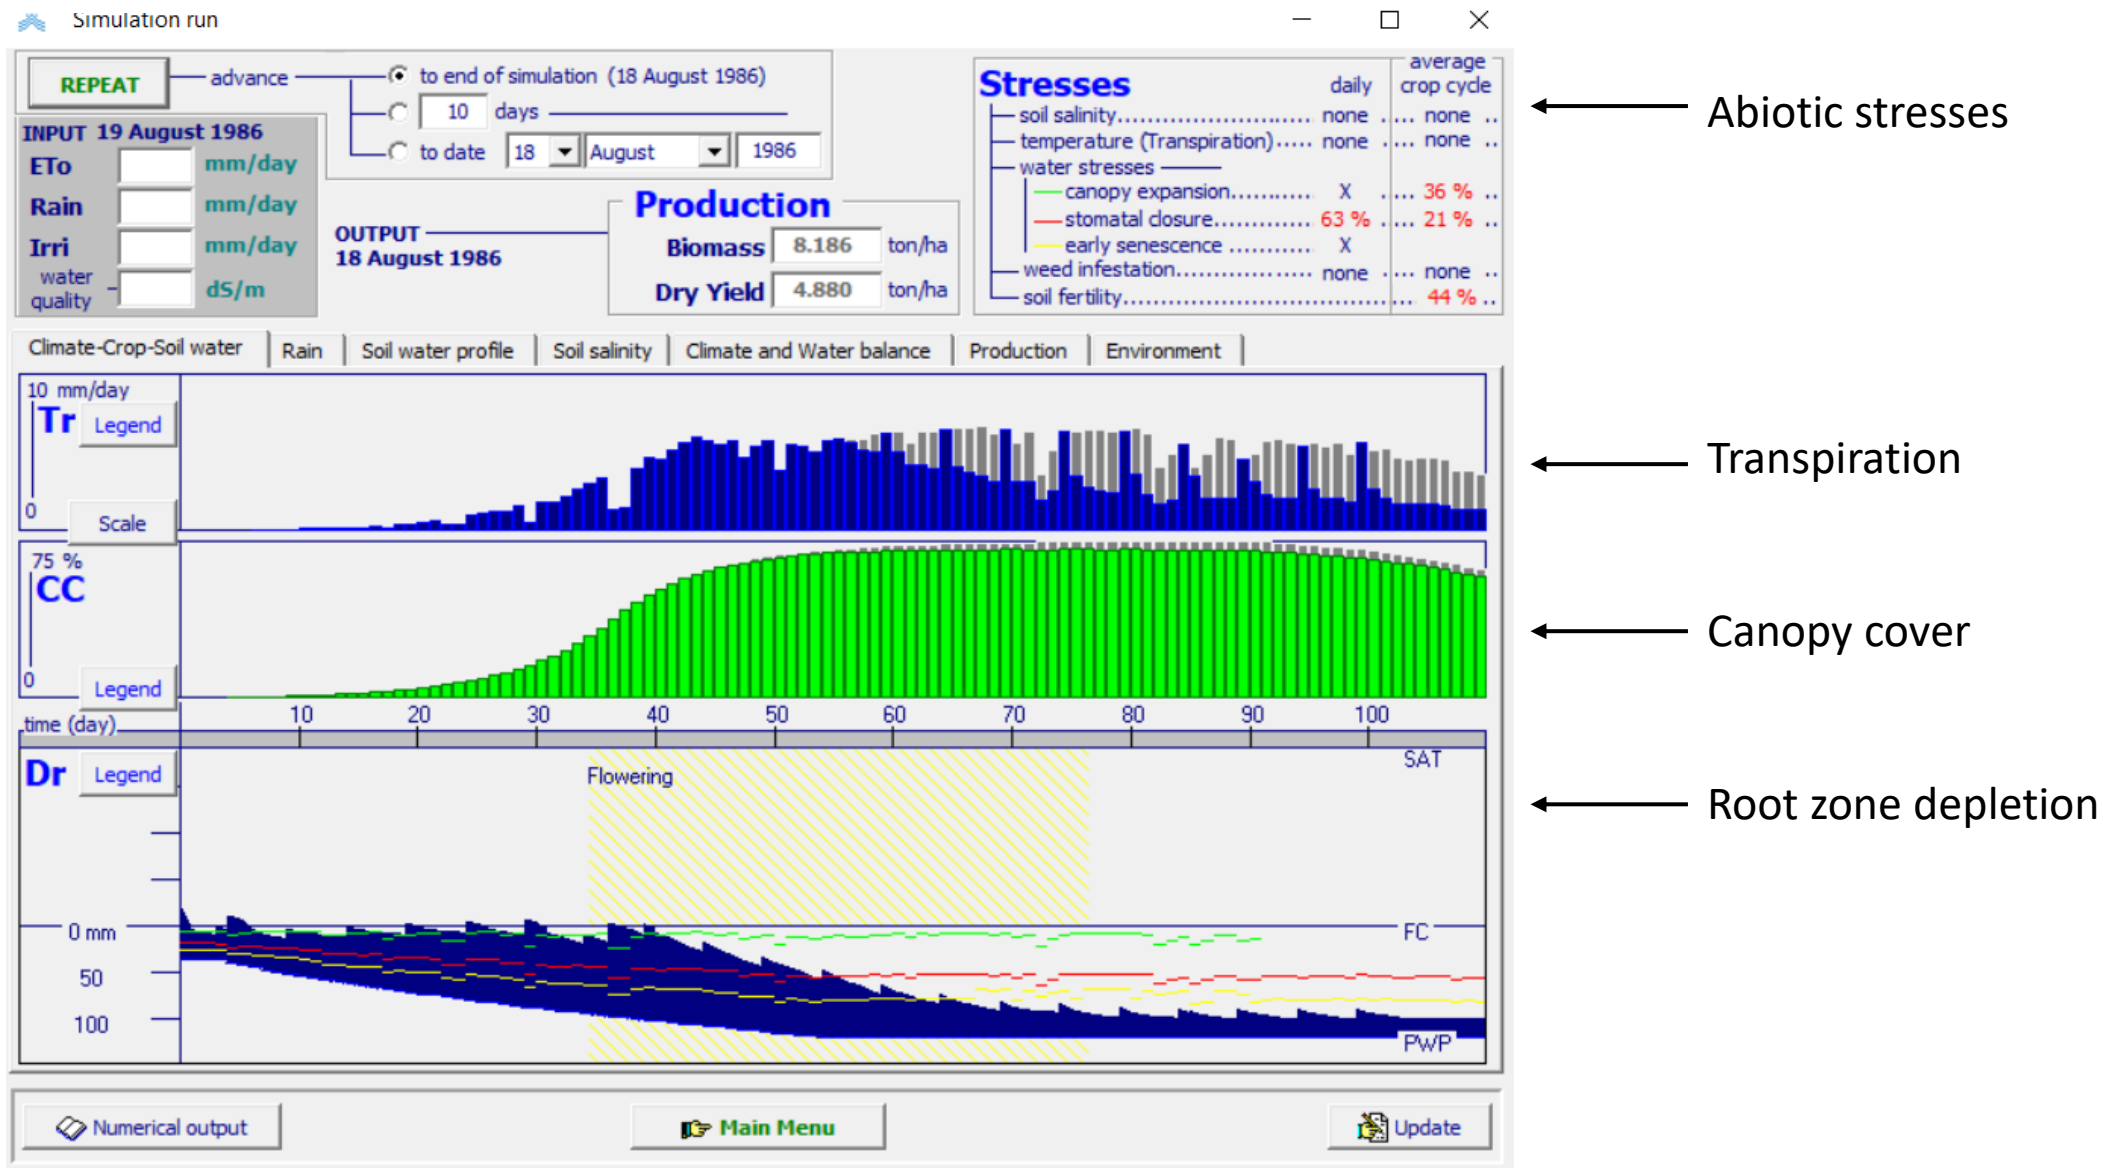 Simulation run
REPEAT
advance
to end of simulation (18 August 1986)
10 days
to date 18 August 1986
INPUT 19 August 1986
ETo mm/day
Rain mm/day
Irri mm/day
water quality dS/m
OUTPUT
18 August 1986
Production
Biomass 8.186 ton/ha
Dry Yield 4.880 ton/ha
Stresses daily average crop cycle
soil salinity............................ none .... none ..
temperature (Transpiration)..... none .... none ..
water stresses
canopy expansion............ X .... 36 % ..
stomatal closure.............. 63 % .... 21 % ..
early senescence ............ X
weed infestation................... none .... none ..
soil fertility........................................ 44 % ..
Abiotic stresses
Climate-Crop-Soil water
Rain
Soil water profile
Soil salinity
Climate and Water balance
Production
Environment
10 mm/day
Tr Legend
0
Scale
Transpiration
75 %
CC
0
Legend
Canopy cover
time (day) 10 20 30 40 50 60 70 80 90 100
Dr Legend
Flowering
SAT
Root zone depletion
0 mm
FC
50
100
PWP
Numerical output
Main Menu
Update